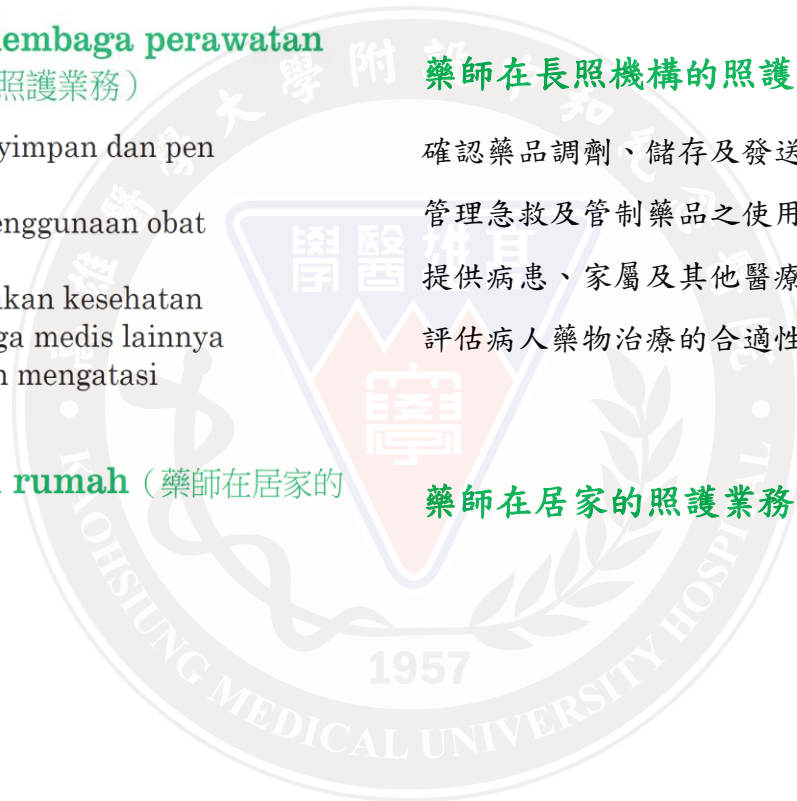 lembaga perawatan
照護業務）
yimpan dan pen
enggunaan obat
ukan kesehatan
ga medis lainnya
n mengatasi
rumah（藥師在居家的
藥師在長照機構的照護
確認藥品調劑、儲存及發送
管理急救及管制藥品之使用
提供病患、家屬及其他醫療
評估病人藥物治療的合適性
藥師在居家的照護業務
1957
KAOHSIUNG MEDICAL UNIVERSITY HOSPITAL